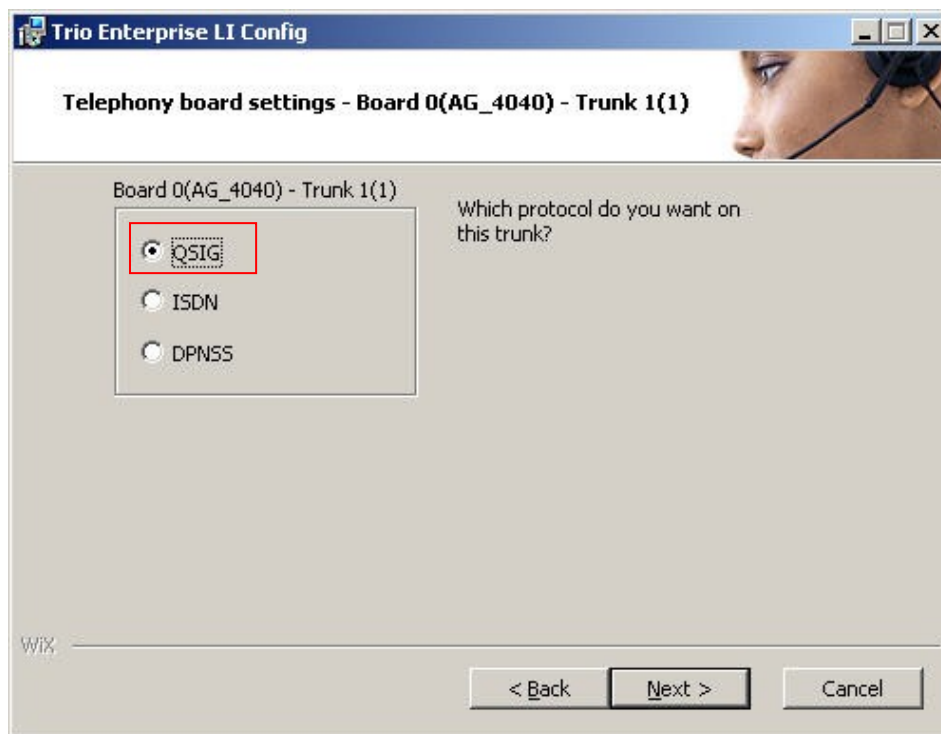 Trio Enterprise LI Config
Telephony board settings - Board 0(AG_4040) - Trunk 1(1)
Board 0(AG_4040) - Trunk 1(1)
QSIG
ISDN
DPNSS
Which protocol do you want on
this trunk?
WiX
< Back
Next >
Cancel